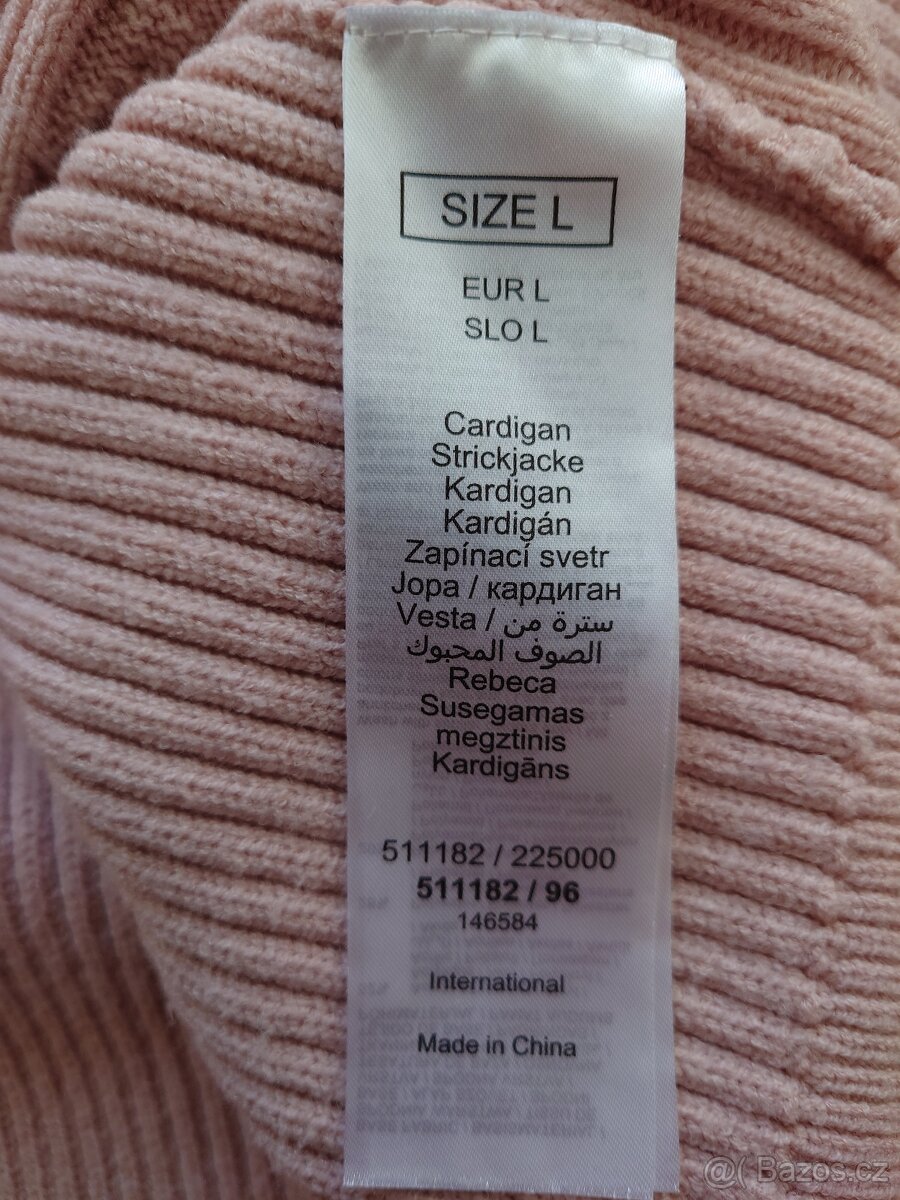 SIZE L
EUR L
SLO L
Cardigan
Strickjacke
Kardigan
Kardigán
Zapínací svetr
Jopa / кардиган
Vesta / سترة من
الصوف المحبوك
Rebeca
Susegamas
megztinis
Kardigāns
511182 / 225000
511182 / 96
146584
International
Made in China
@( Bazos.cz